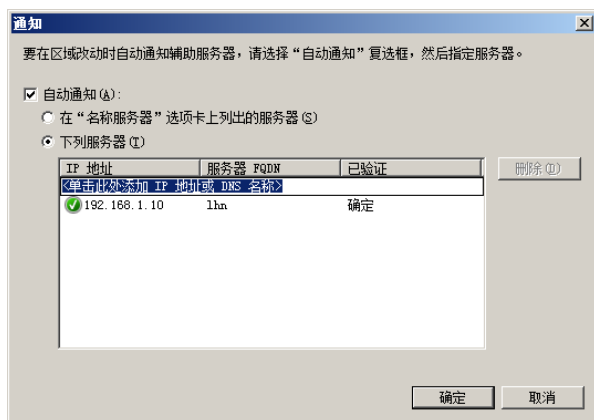 通知
要在区域改动时自动通知辅助服务器，请选择“自动通知”复选框，然后指定服务器。
自动通知(A):
在“名称服务器”选项卡上列出的服务器(S)
下列服务器(T)
IP 地址 服务器 FQDN 已验证 删除(D)
<单击此处添加 IP 地址或 DNS 名称>
192.168.1.10 lhn 确定
确定 取消